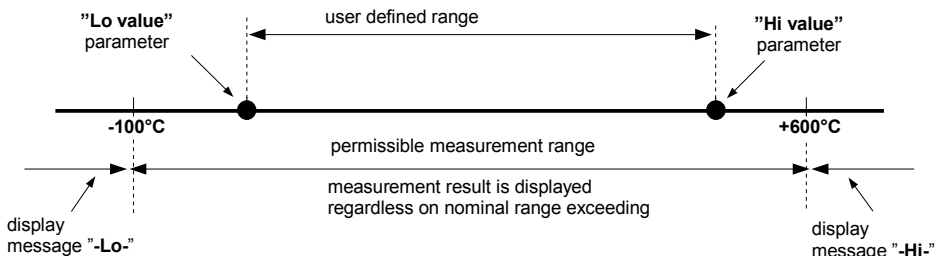 ”Lo value”
parameter
user defined range
”Hi value”
parameter
-100°C
+600°C
permissible measurement range
measurement result is displayed
regardless on nominal range exceeding
display
message ”-Lo-”
display
message ”-Hi-”